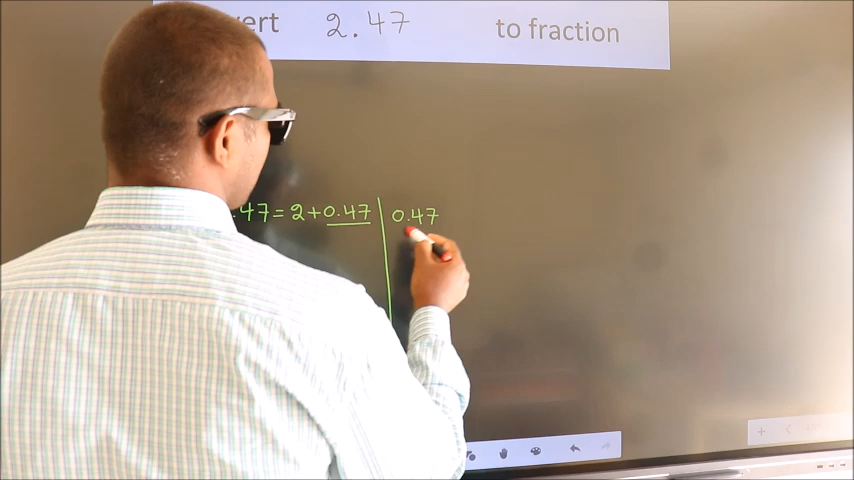 vert 2.47 to fraction
.47 = 2 + 0.47 | 0.47